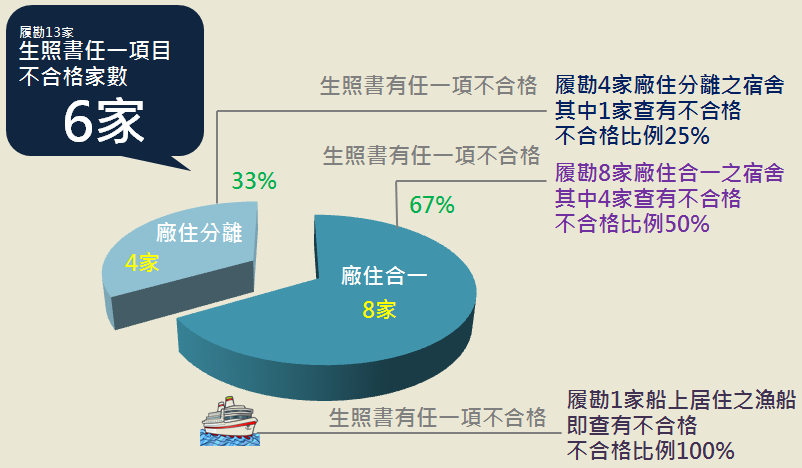 履勘13家
生照書任一項目
不合格家數
6家
生照書有任一項不合格
履勘4家廠住分離之宿舍
其中1家查有不合格
不合格比例25%
生照書有任一項不合格
履勘8家廠住合一之宿舍
其中4家查有不合格
不合格比例50%
33%
67%
廠住分離
4家
廠住合一
8家
生照書有任一項不合格
履勘1家船上居住之漁船
即查有不合格
不合格比例100%